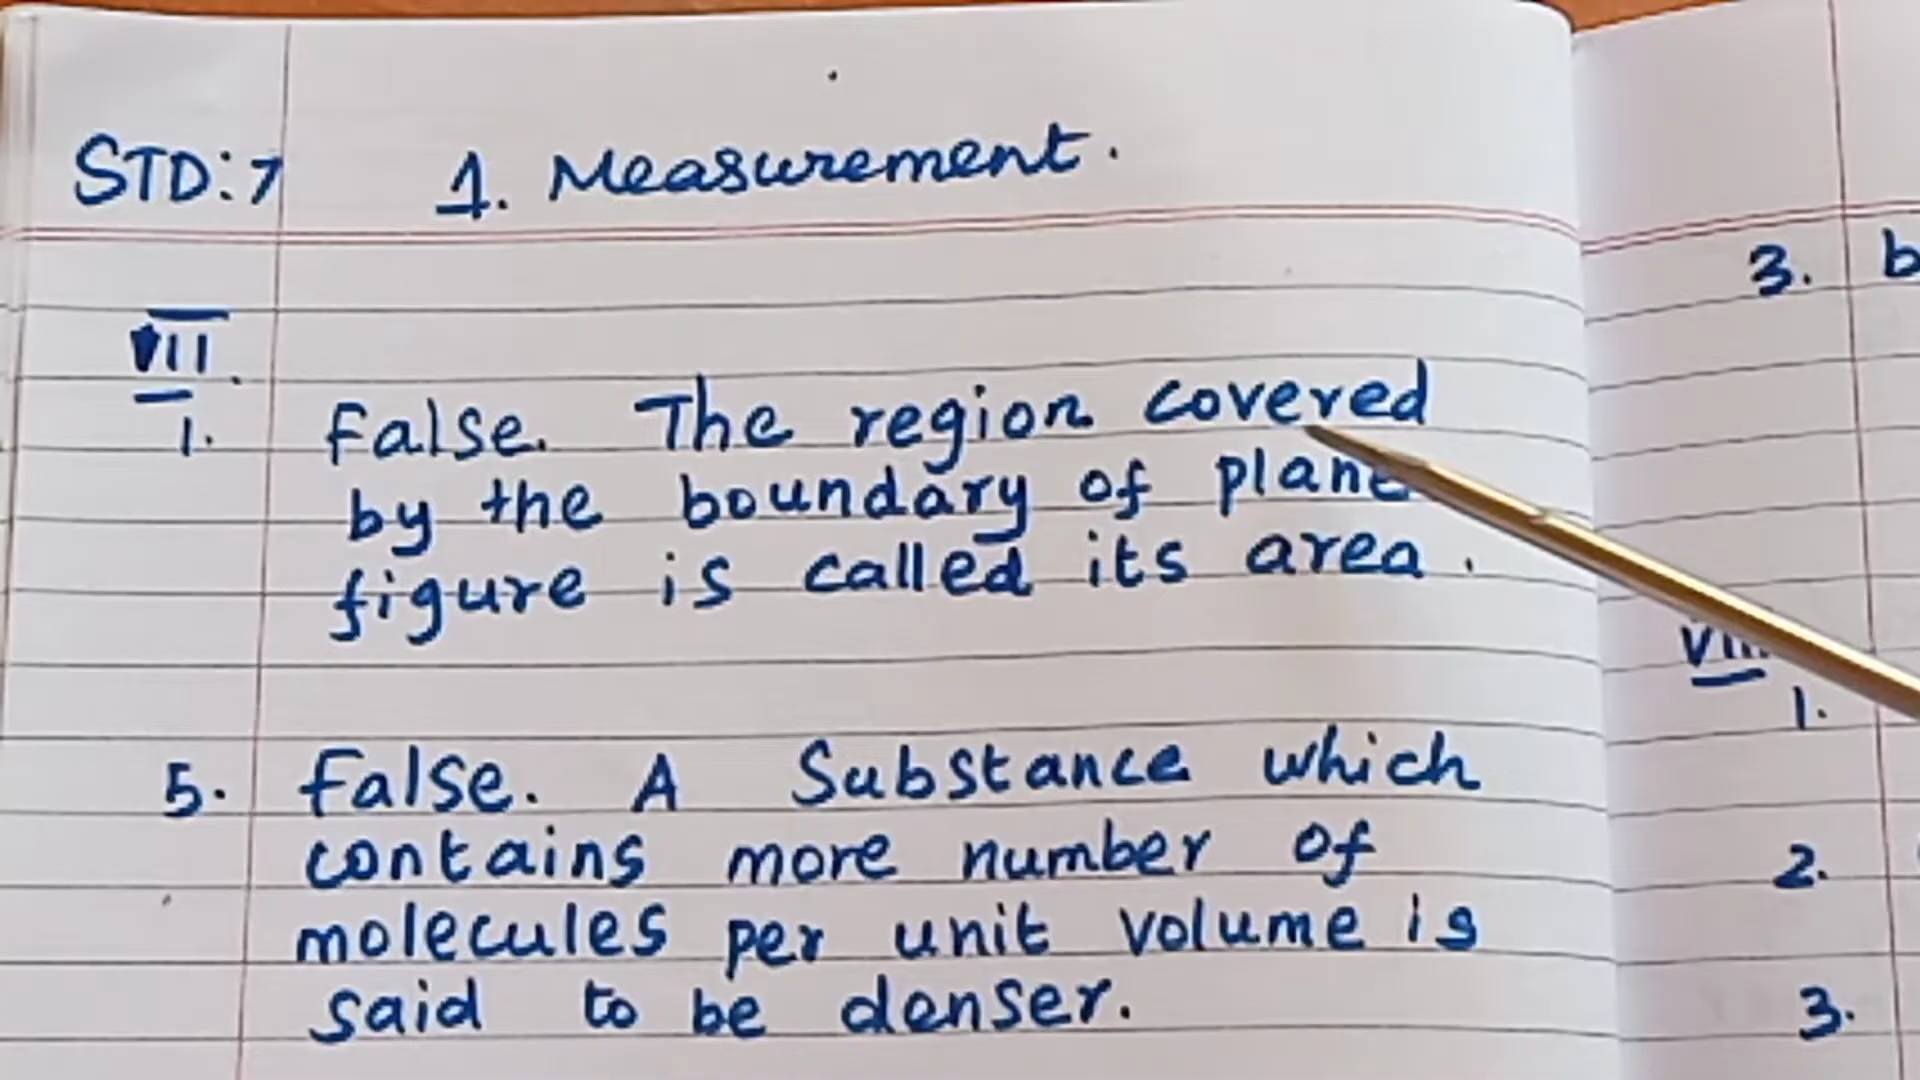 STD:7 1. Measurement.
VII.
1. False. The region covered
by the boundary of plane
figure is called its area.
5. False. A Substance which
contains more number of
molecules per unit volume is
said to be denser.
3. b
VIII.
1.
2.
3.